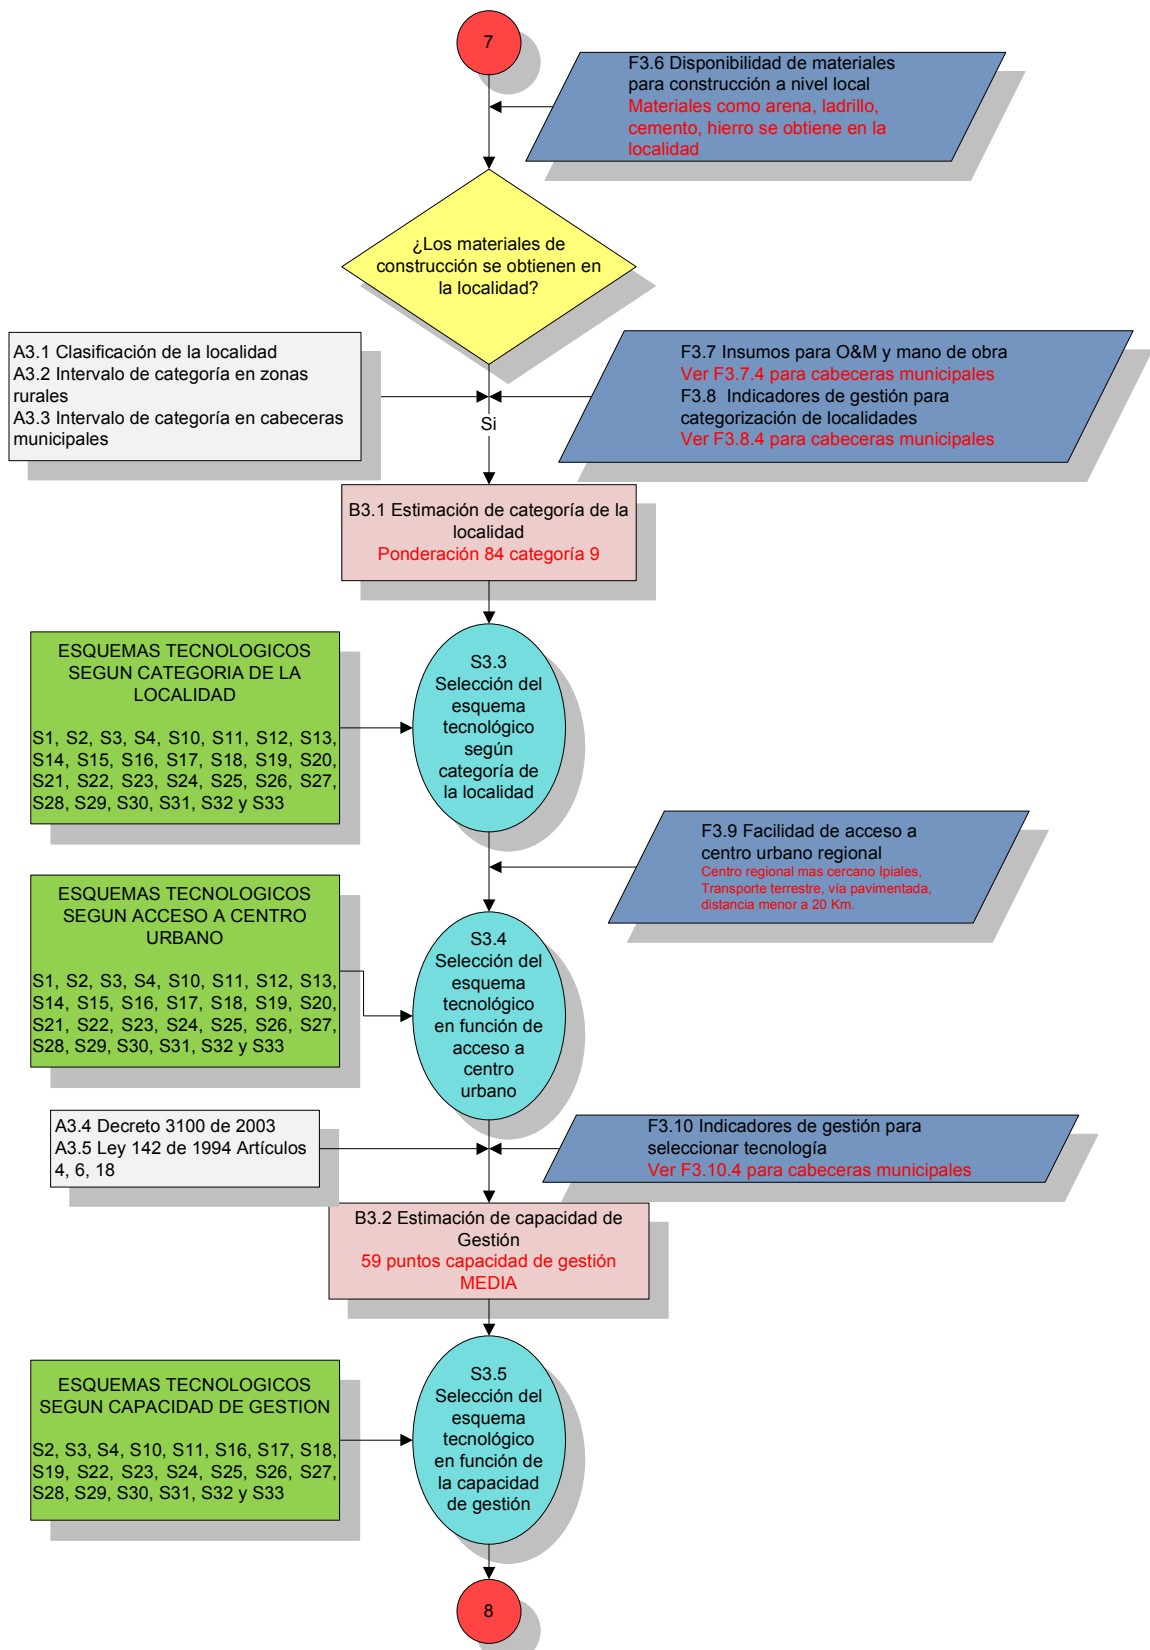 7
F3.6 Disponibilidad de materiales
para construcción a nivel local
Materiales como arena, ladrillo,
cemento, hierro se obtiene en la
localidad
¿Los materiales de
construcción se obtienen en
la localidad?
A3.1 Clasificación de la localidad
A3.2 Intervalo de categoría en zonas
rurales
A3.3 Intervalo de categoría en cabeceras
municipales
F3.7 Insumos para O&M y mano de obra
Ver F3.7.4 para cabeceras municipales
F3.8 Indicadores de gestión para
categorización de localidades
Ver F3.8.4 para cabeceras municipales
Si
B3.1 Estimación de categoría de la
localidad
Ponderación 84 categoría 9
ESQUEMAS TECNOLOGICOS
SEGUN CATEGORIA DE LA
LOCALIDAD
S1, S2, S3, S4, S10, S11, S12, S13,
S14, S15, S16, S17, S18, S19, S20,
S21, S22, S23, S24, S25, S26, S27,
S28, S29, S30, S31, S32 y S33
S3.3
Selección del
esquema
tecnológico
según
categoría de
la localidad
F3.9 Facilidad de acceso a
centro urbano regional
Centro regional mas cercano Ipiales,
Transporte terrestre, vía pavimentada,
distancia menor a 20 Km.
ESQUEMAS TECNOLOGICOS
SEGUN ACCESO A CENTRO
URBANO
S1, S2, S3, S4, S10, S11, S12, S13,
S14, S15, S16, S17, S18, S19, S20,
S21, S22, S23, S24, S25, S26, S27,
S28, S29, S30, S31, S32 y S33
S3.4
Selección del
esquema
tecnológico
en función de
acceso a
centro
urbano
A3.4 Decreto 3100 de 2003
A3.5 Ley 142 de 1994 Artículos
4, 6, 18
F3.10 Indicadores de gestión para
seleccionar tecnología
Ver F3.10.4 para cabeceras municipales
B3.2 Estimación de capacidad de
Gestión
59 puntos capacidad de gestión
MEDIA
ESQUEMAS TECNOLOGICOS
SEGUN CAPACIDAD DE GESTION
S2, S3, S4, S10, S11, S16, S17, S18,
S19, S22, S23, S24, S25, S26, S27,
S28, S29, S30, S31, S32 y S33
S3.5
Selección del
esquema
tecnológico
en función de
la capacidad
de gestión
8